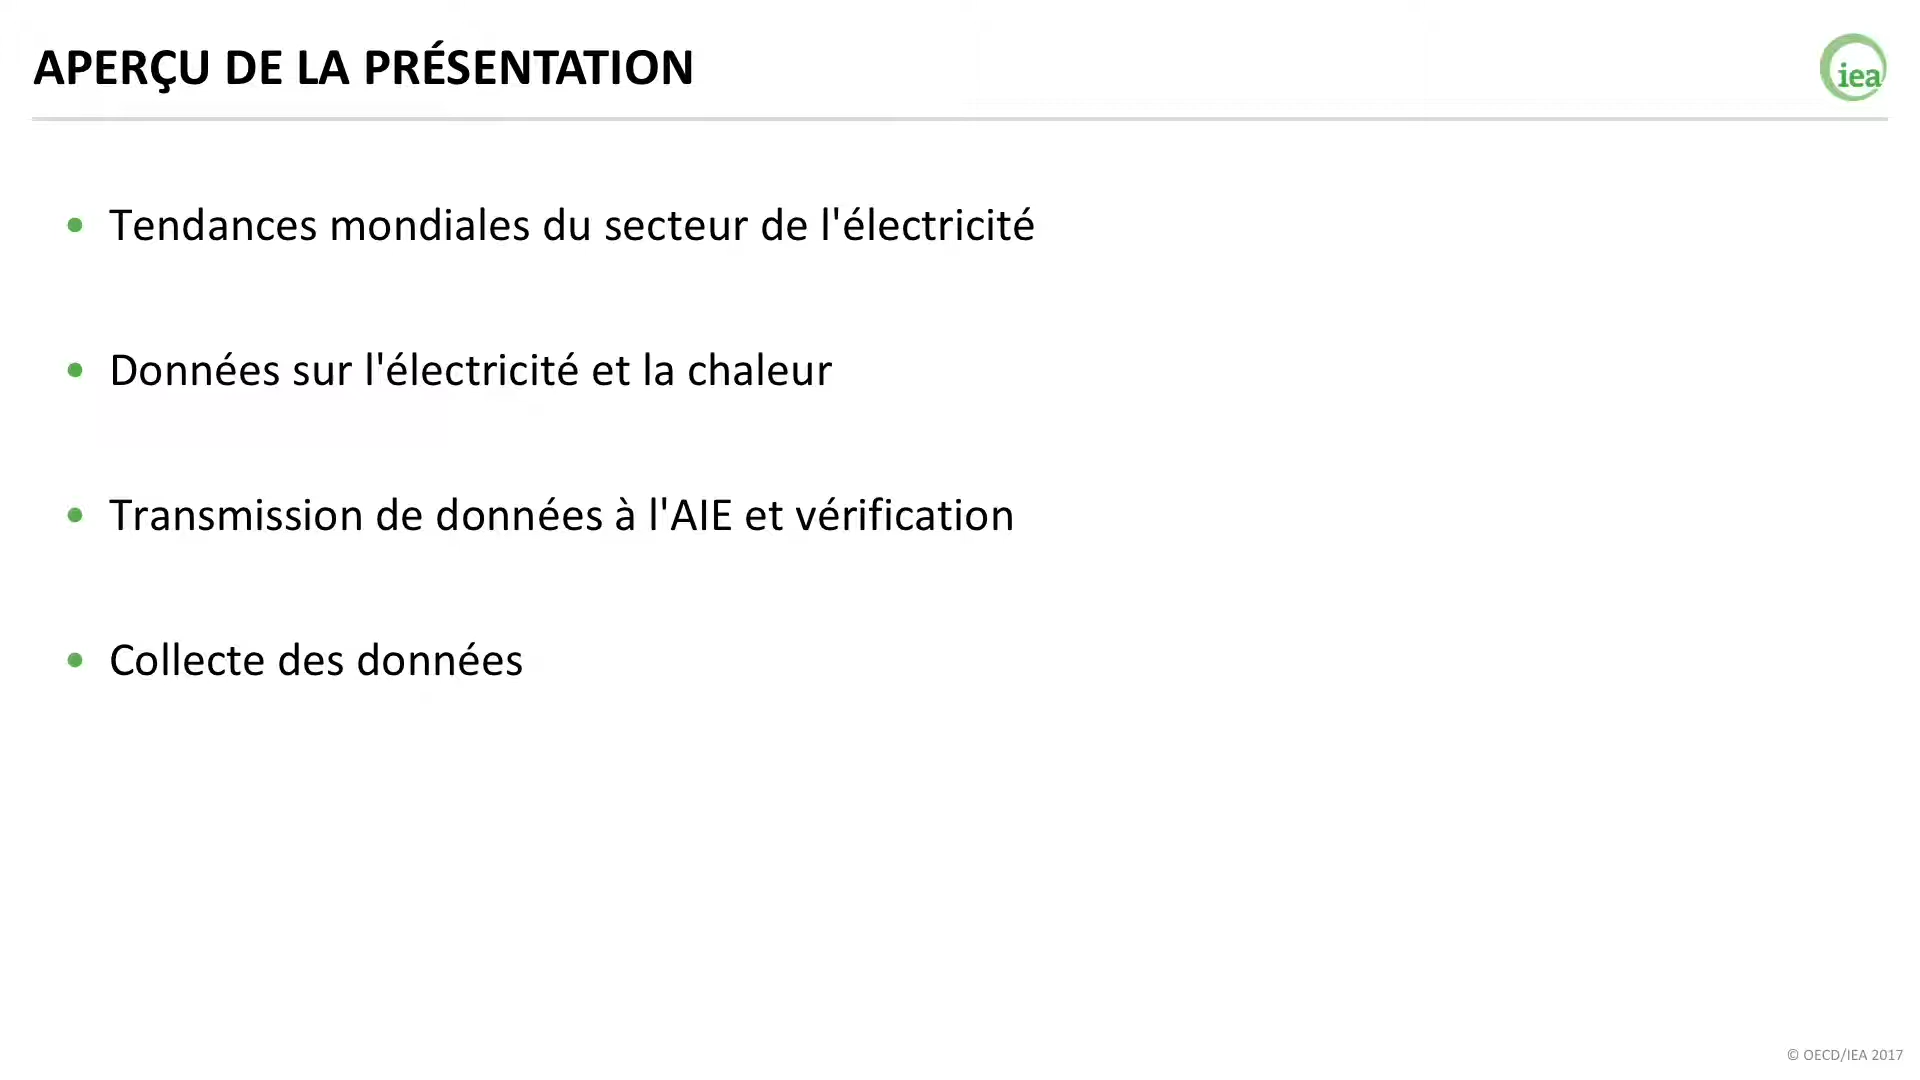 APERÇU DE LA PRÉSENTATION
iea
• Tendances mondiales du secteur de l'électricité
• Données sur l'électricité et la chaleur
• Transmission de données à l'AIE et vérification
• Collecte des données
© OECD/IEA 2017